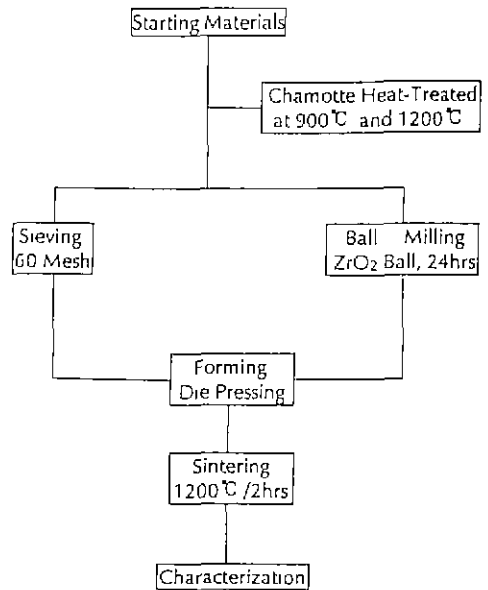 Starting Materials
Chamotte Heat-Treated
at 900℃ and 1200℃
Sieving
60 Mesh
Ball Milling
ZrO₂ Ball, 24hrs
Forming
Die Pressing
Sintering
1200℃/2hrs
Characterization